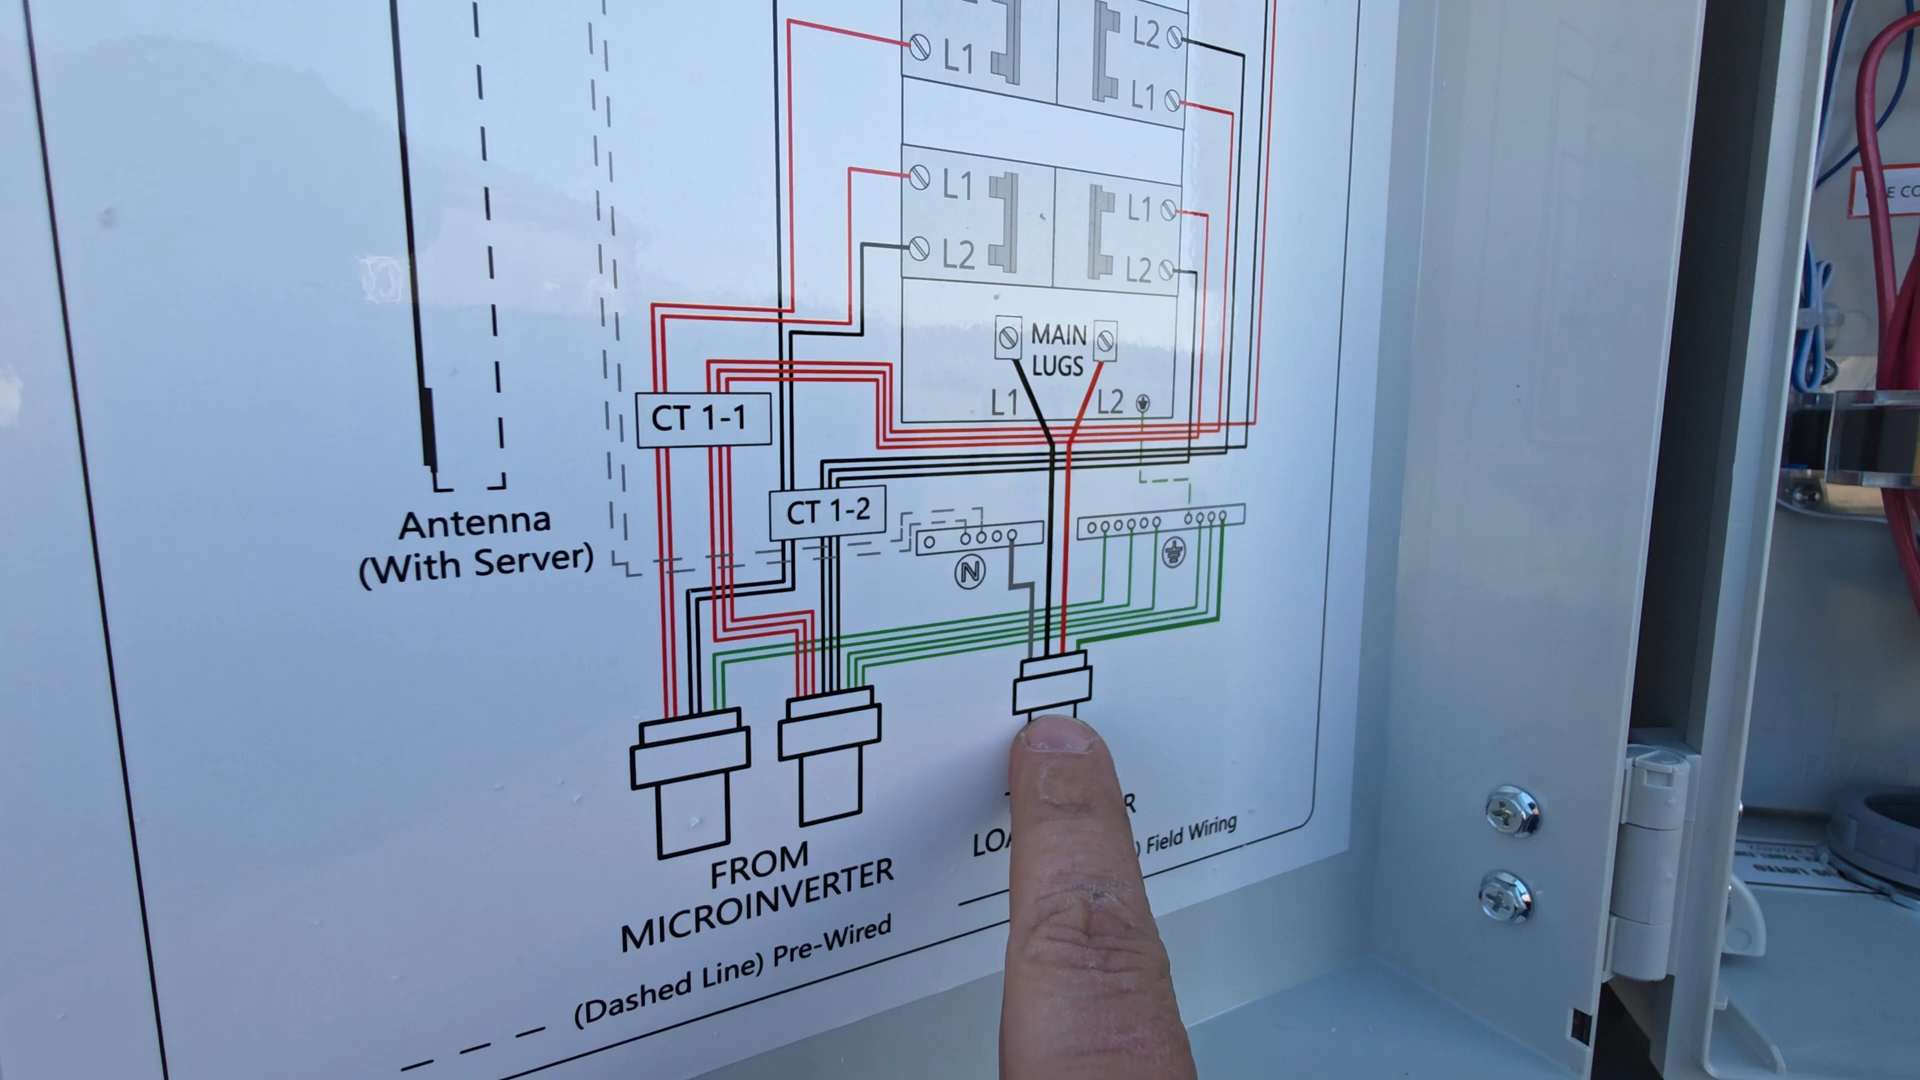 L1
L2
L1
L1
L2
L1
L2
MAIN
LUGS
L1
L2
CT 1-1
CT 1-2
Antenna
(With Server)
N
FROM
MICROINVERTER
Field Wiring
(Dashed Line) Pre-Wired